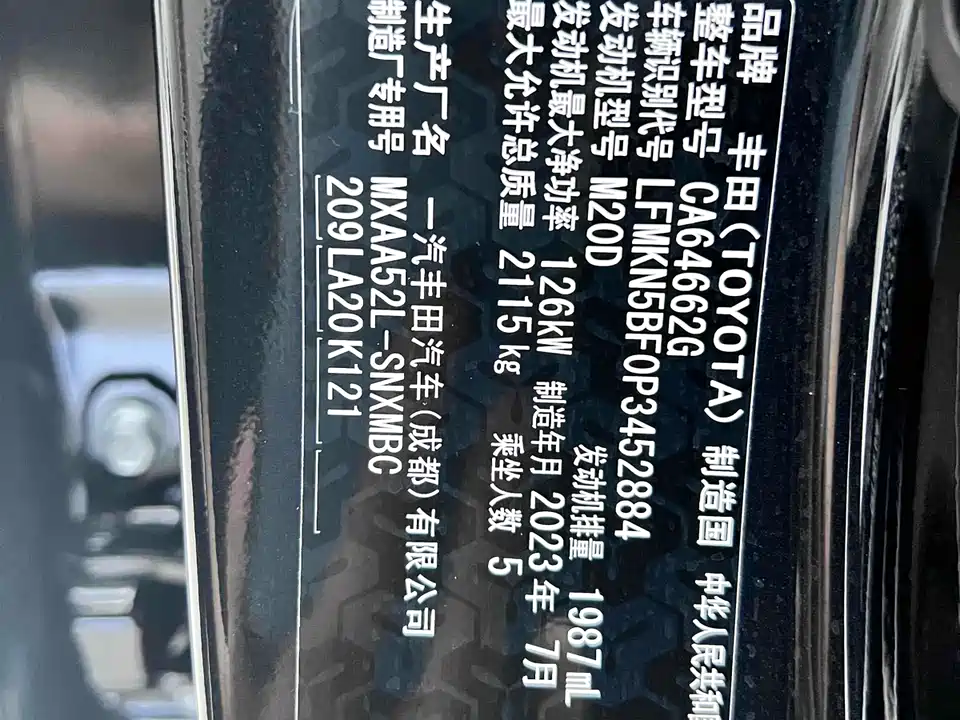 品牌 丰田(TOYOTA) 制造国 中华人民共和
整车型号 CA64662G
车辆识别代号 LFMKN5BF0P3452884
发动机型号 M20D 发动机排量 1987mL
发动机最大净功率 126kW 制造年月 2023年 7月
最大允许总质量 2115kg 乘坐人数 5
生产厂名 一汽丰田汽车(成都)有限公司
制造厂专用号 MXAA52L-SNXMBC
209LA20K121